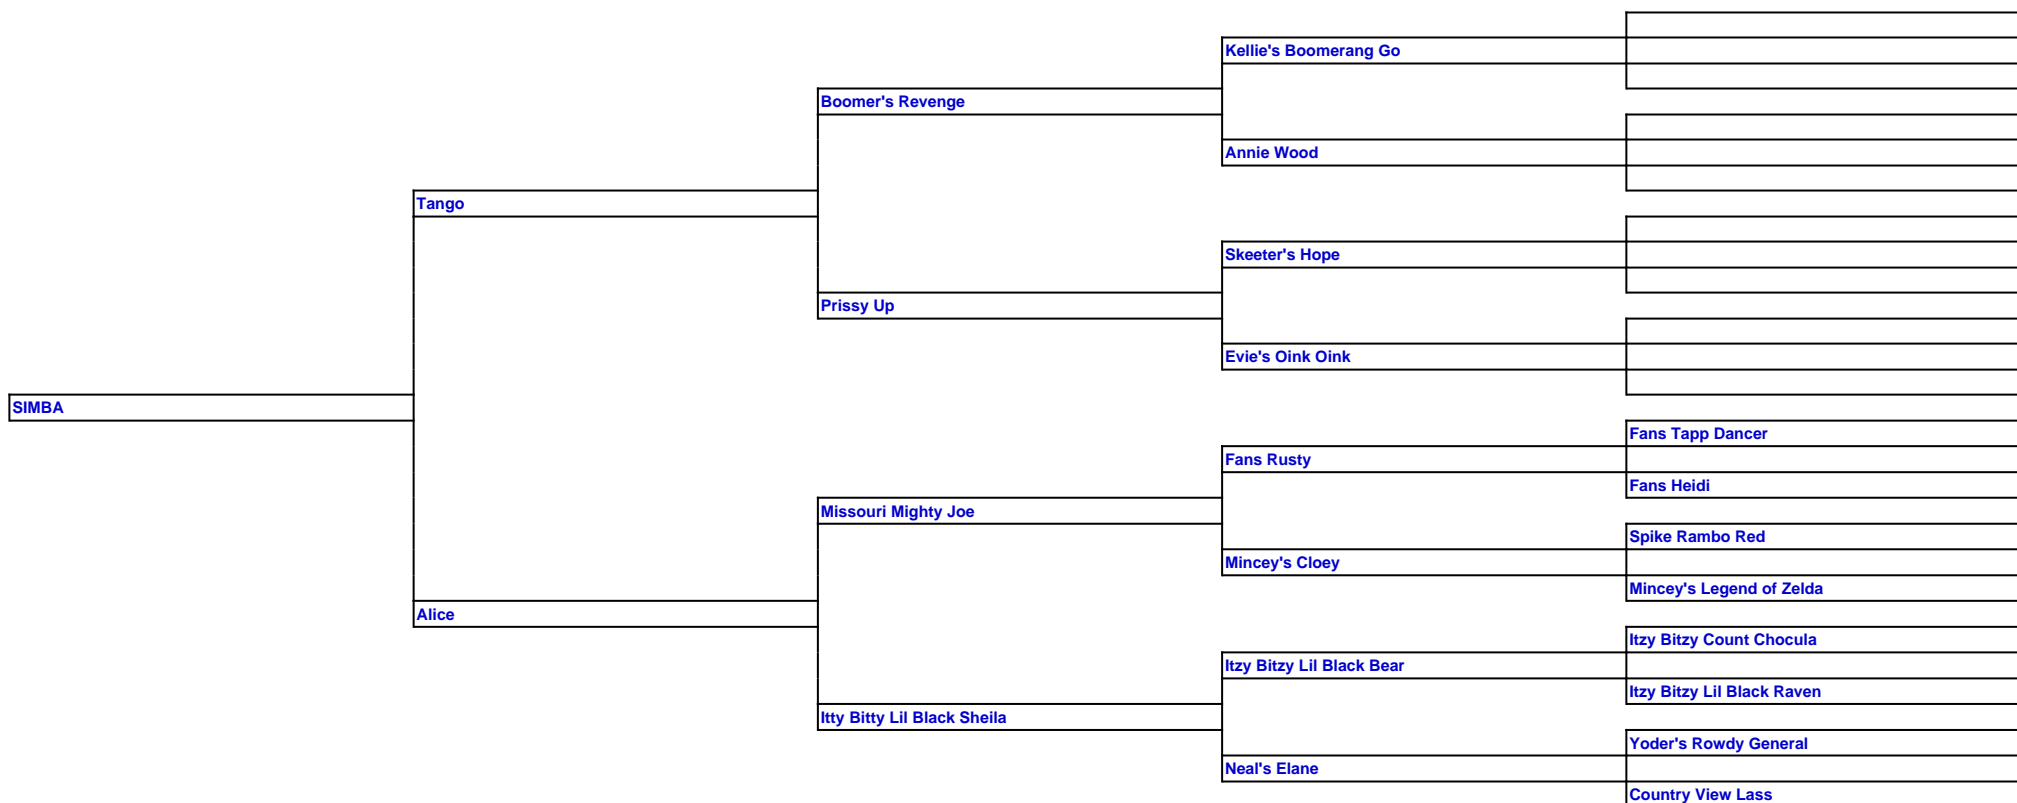 Kellie's Boomerang Go
Boomer's Revenge
Annie Wood
Tango
Skeeter's Hope
Prissy Up
Evie's Oink Oink
SIMBA
Fans Tapp Dancer
Fans Rusty
Fans Heidi
Missouri Mighty Joe
Spike Rambo Red
Mincey's Cloey
Mincey's Legend of Zelda
Alice
Itzy Bitzy Count Chocula
Itzy Bitzy Lil Black Bear
Itzy Bitzy Lil Black Raven
Itty Bitty Lil Black Sheila
Yoder's Rowdy General
Neal's Elane
Country View Lass